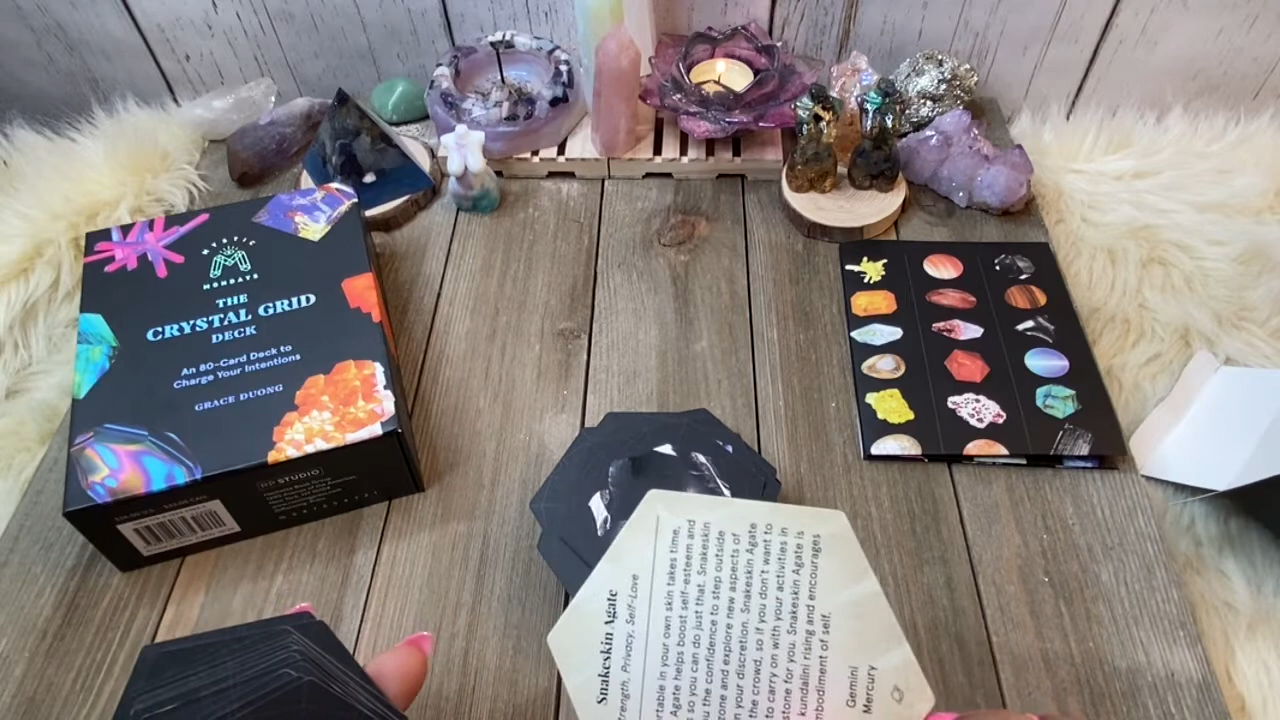 MYSTIC
MONDAYS
THE
CRYSTAL GRID
DECK
An 80-Card Deck to
Charge Your Intentions
GRACE DUONG
RP STUDIO
Snakeskin Agate
Privacy, Self-Love
in your own skin takes time,
Agate helps boost self-esteem and
so you can do just that. Snakeskin
the confidence to step outside
and explore new aspects of
your discretion. Snakeskin Agate
the crowd, so if you don't want to
to carry on with your activities in
stone for you. Snakeskin Agate is
kundalini rising and encourages
of self.
Gemini
Mercury